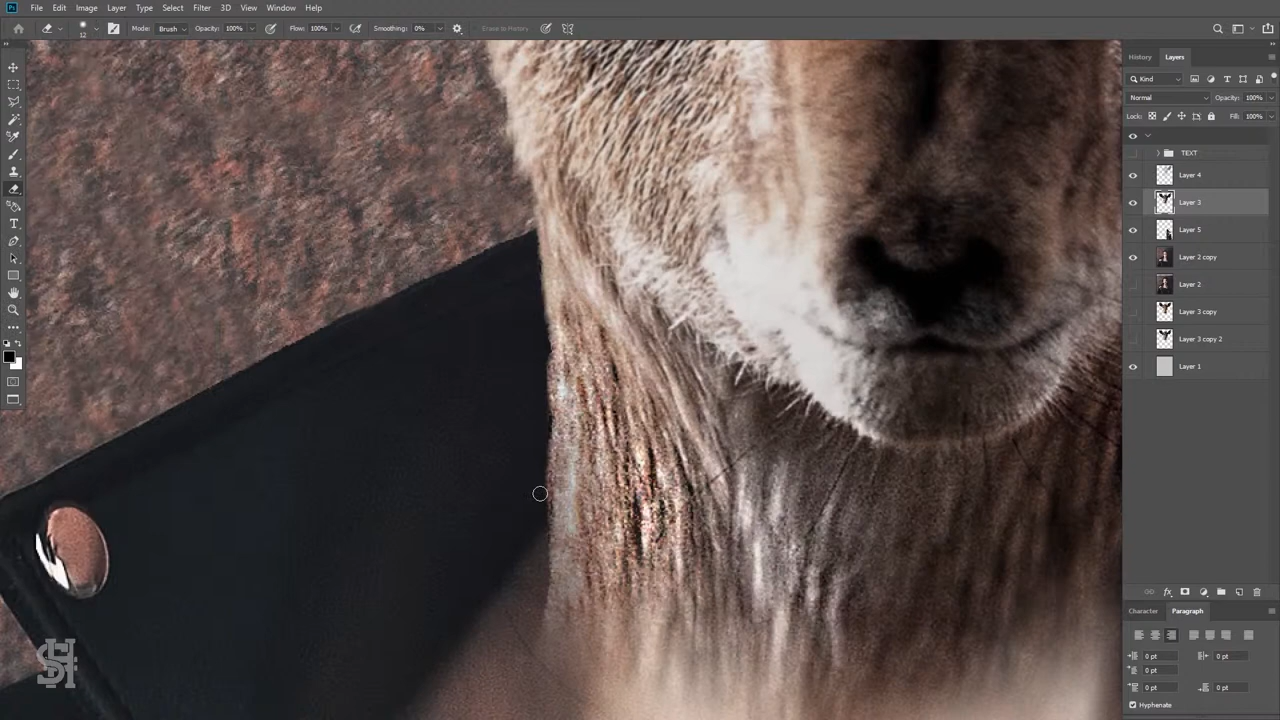 Ps File Edit Image Layer Type Select Filter 3D View Window Help
12 Mode: Brush Opacity: 100% Flow: 100% Smoothing: 0% Erase to History
History Layers
Kind
Normal Opacity: 100%
Lock: Fill: 100%
TEXT
Layer 4
Layer 3
Layer 5
Layer 2 copy
Layer 2
Layer 3 copy
Layer 3 copy 2
Layer 1
Character Paragraph
0 pt 0 pt
0 pt
0 pt 0 pt
Hyphenate
SH